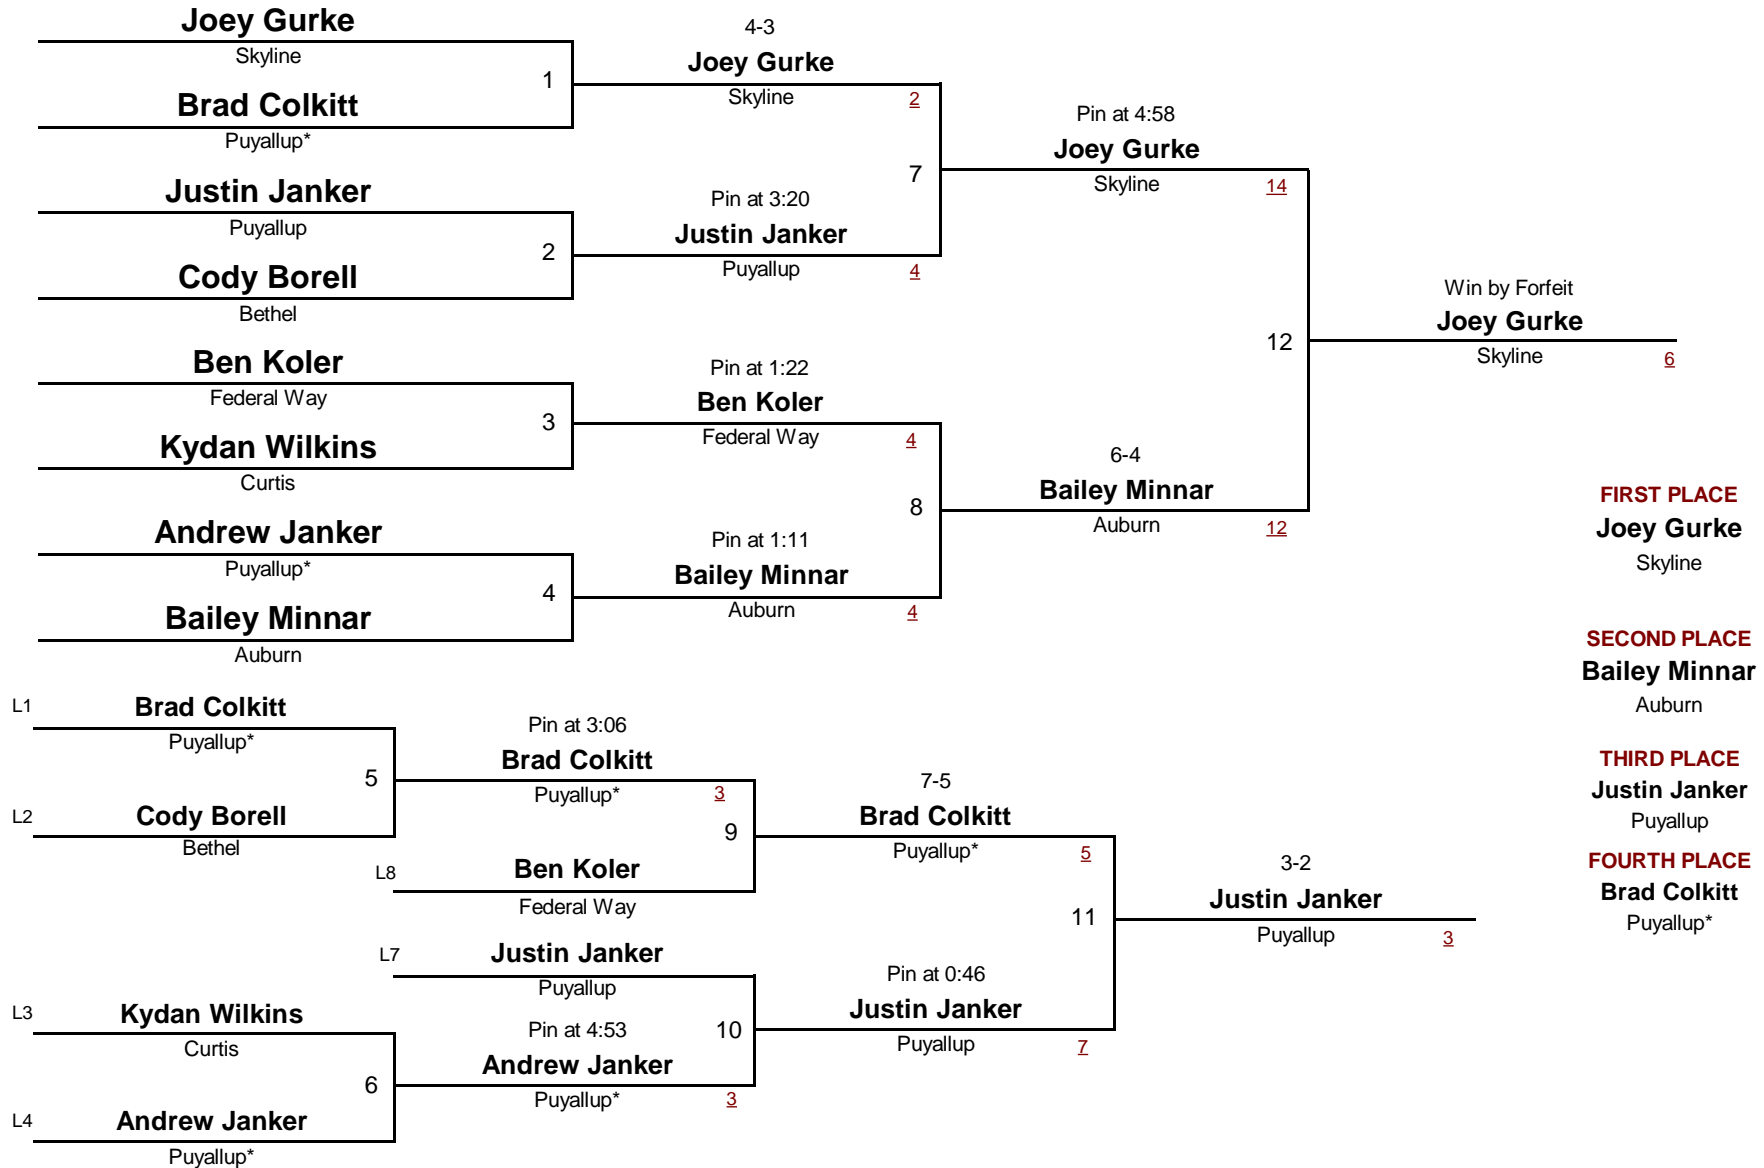 Joey Gurke
Skyline
1
Brad Colkitt
Puyallup*
Justin Janker
Puyallup
2
Cody Borell
Bethel
Ben Koler
Federal Way
3
Kydan Wilkins
Curtis
Andrew Janker
Puyallup*
4
Bailey Minnar
Auburn
4-3
Joey Gurke
Skyline
2
7
Pin at 3:20
Justin Janker
Puyallup
4
Pin at 1:22
Ben Koler
Federal Way
4
8
Pin at 1:11
Bailey Minnar
Auburn
4
Pin at 4:58
Joey Gurke
Skyline
14
12
6-4
Bailey Minnar
Auburn
12
Win by Forfeit
Joey Gurke
Skyline
6
FIRST PLACE
Joey Gurke
Skyline
SECOND PLACE
Bailey Minnar
Auburn
THIRD PLACE
Justin Janker
Puyallup
FOURTH PLACE
Brad Colkitt
Puyallup*
L1
Brad Colkitt
Puyallup*
5
L2
Cody Borell
Bethel
Pin at 3:06
Brad Colkitt
Puyallup*
3
9
L8
Ben Koler
Federal Way
L7
Justin Janker
Puyallup
10
L3
Kydan Wilkins
Curtis
6
L4
Andrew Janker
Puyallup*
Pin at 4:53
Andrew Janker
Puyallup*
3
7-5
Brad Colkitt
Puyallup*
5
11
Pin at 0:46
Justin Janker
Puyallup
7
3-2
Justin Janker
Puyallup
3